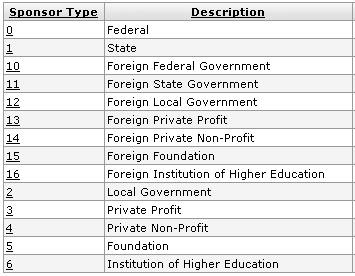 Sponsor Type Description
0 Federal
1 State
10 Foreign Federal Government
11 Foreign State Government
12 Foreign Local Government
13 Foreign Private Profit
14 Foreign Private Non-Profit
15 Foreign Foundation
16 Foreign Institution of Higher Education
2 Local Government
3 Private Profit
4 Private Non-Profit
5 Foundation
6 Institution of Higher Education